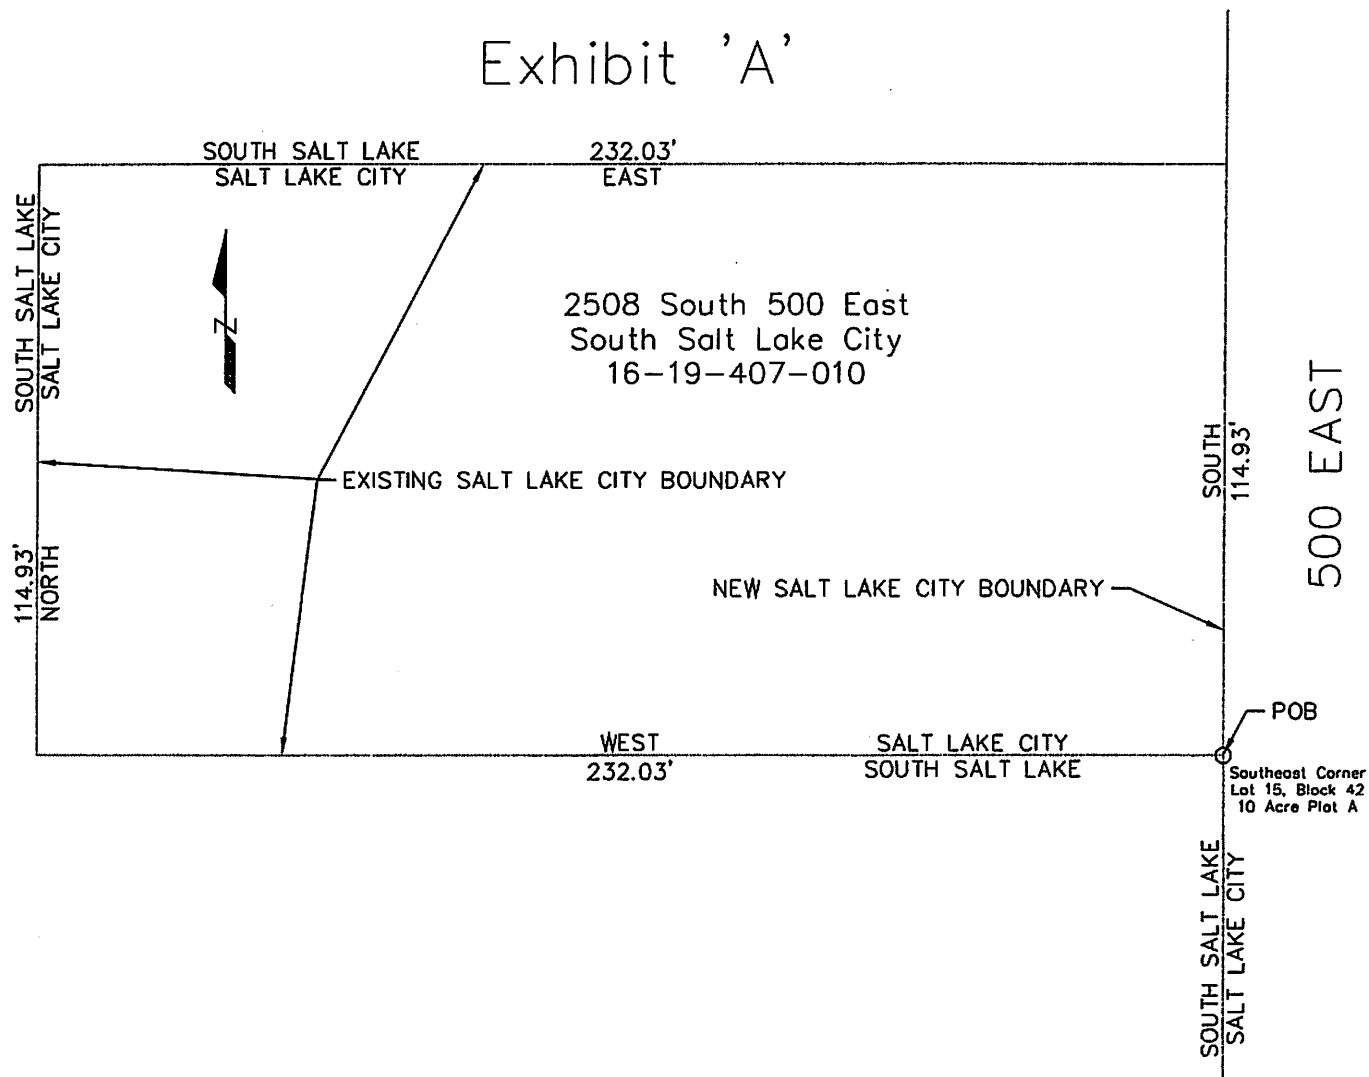 Exhibit 'A'
SOUTH SALT LAKE
SALT LAKE CITY
232.03'
EAST
SOUTH SALT LAKE
SALT LAKE CITY
N
2508 South 500 East
South Salt Lake City
16-19-407-010
SOUTH
114.93'
500 EAST
EXISTING SALT LAKE CITY BOUNDARY
114.93'
NORTH
NEW SALT LAKE CITY BOUNDARY
POB
WEST
232.03'
SALT LAKE CITY
SOUTH SALT LAKE
Southeast Corner
Lot 15, Block 42
10 Acre Plat A
SOUTH SALT LAKE
SALT LAKE CITY